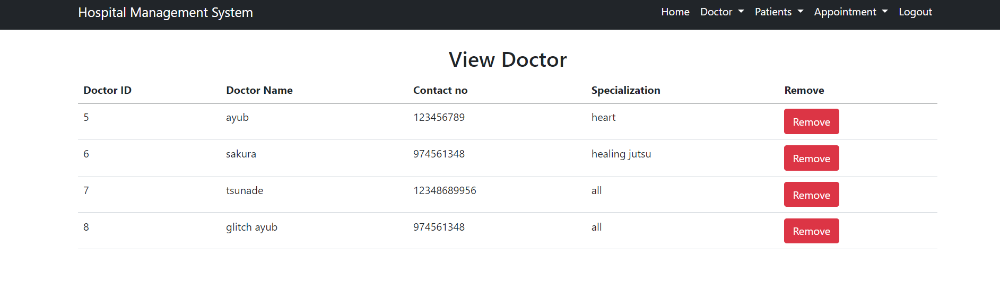 Hospital Management System Home Doctor Patients Appointment Logout
View Doctor
Doctor ID Doctor Name Contact no Specialization Remove
5 ayub 123456789 heart Remove
6 sakura 974561348 healing jutsu Remove
7 tsunade 12348689956 all Remove
8 glitch ayub 974561348 all Remove